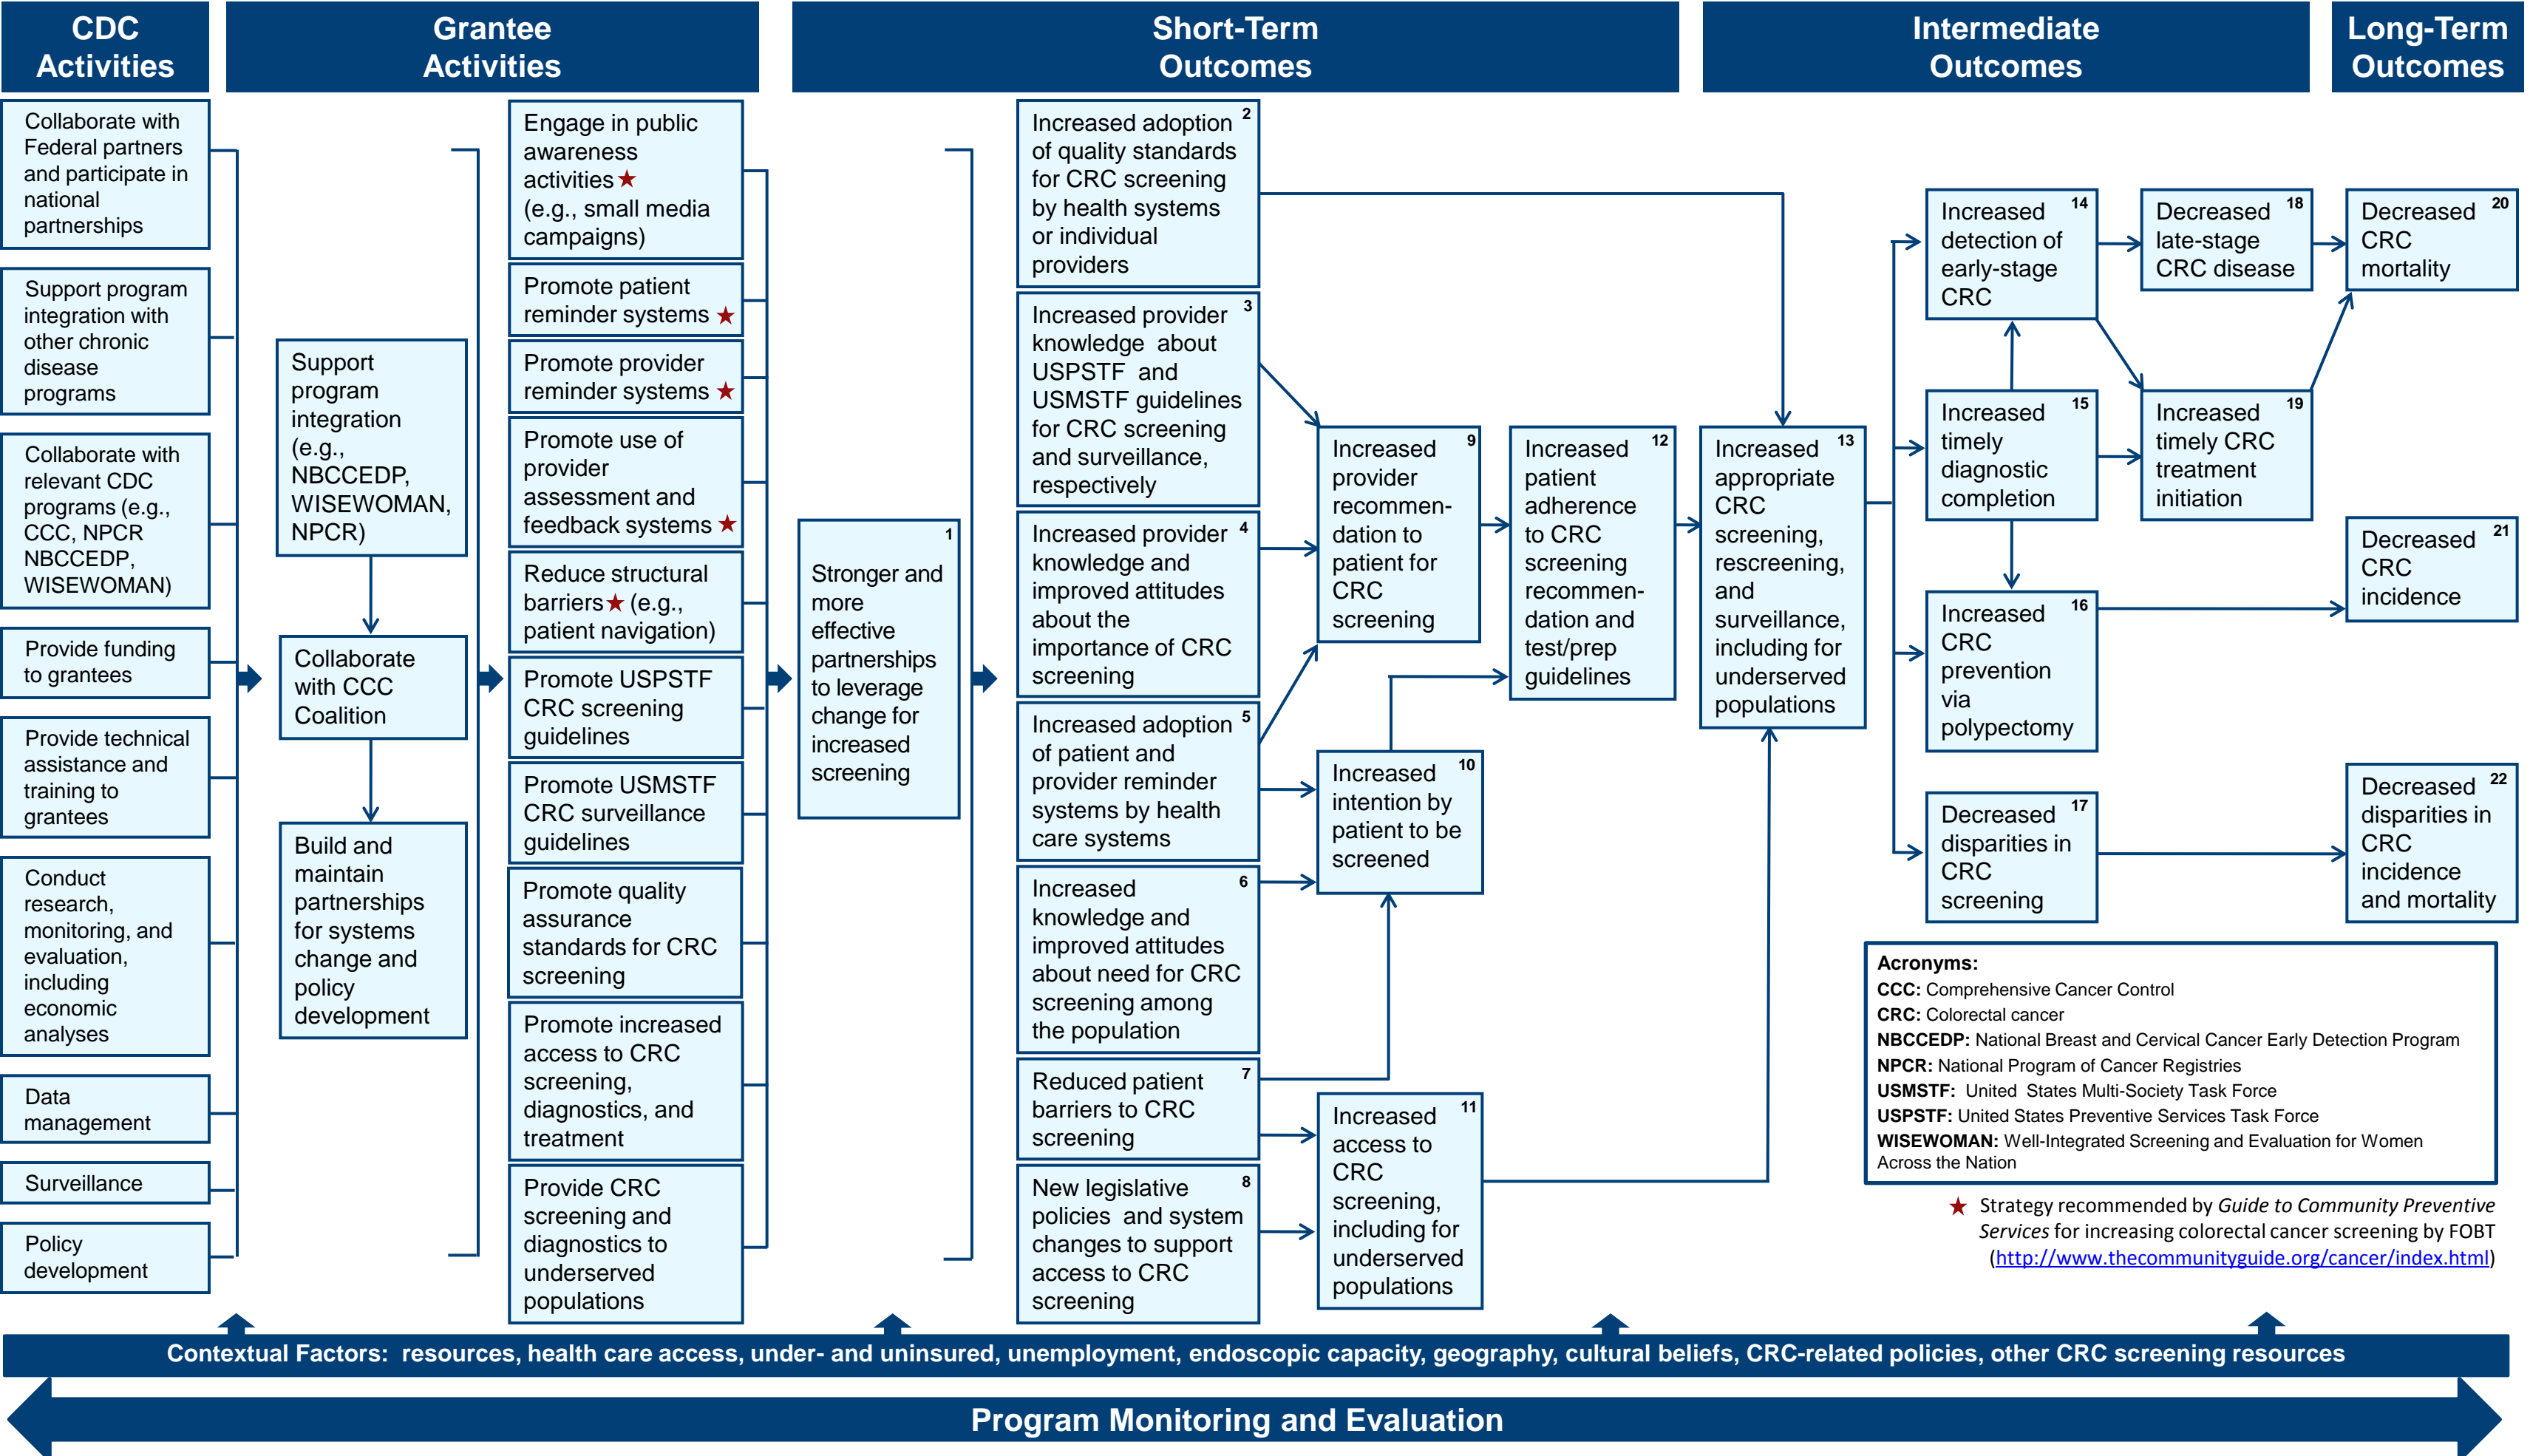 CDC
Activities
Grantee
Activities
Short-Term
Outcomes
Intermediate
Outcomes
Long-Term
Outcomes
Collaborate with
Federal partners
and participate in
national
partnerships
Support program
integration with
other chronic
disease
programs
Collaborate with
relevant CDC
programs (e.g.,
CCC, NPCR
NBCCEDP,
WISEWOMAN)
Provide funding
to grantees
Provide technical
assistance and
training to
grantees
Conduct
research,
monitoring, and
evaluation,
including
economic
analyses
Data
management
Surveillance
Policy
development
Support
program
integration
(e.g.,
NBCCEDP,
WISEWOMAN,
NPCR)
Collaborate
with CCC
Coalition
Build and
maintain
partnerships
for systems
change and
policy
development
Engage in public
awareness
activities★
(e.g., small media
campaigns)
Promote patient
reminder systems ★
Promote provider
reminder systems ★
Promote use of
provider
assessment and
feedback systems ★
Reduce structural
barriers★ (e.g.,
patient navigation)
Promote USPSTF
CRC screening
guidelines
Promote USMSTF
CRC surveillance
guidelines
Promote quality
assurance
standards for CRC
screening
Promote increased
access to CRC
screening,
diagnostics, and
treatment
Provide CRC
screening and
diagnostics to
underserved
populations
1
Stronger and
more
effective
partnerships
to leverage
change for
increased
screening
Increased adoption 2
of quality standards
for CRC screening
by health systems
or individual
providers
Increased provider 3
knowledge about
USPSTF and
USMSTF guidelines
for CRC screening
and surveillance,
respectively
Increased provider 4
knowledge and
improved attitudes
about the
importance of CRC
screening
Increased adoption 5
of patient and
provider reminder
systems by health
care systems
Increased 6
knowledge and
improved attitudes
about need for CRC
screening among
the population
Reduced patient 7
barriers to CRC
screening
New legislative 8
policies and system
changes to support
access to CRC
screening
Increased 9
provider
recommen-
dation to
patient for
CRC
screening
Increased 10
intention by
patient to be
screened
Increased 11
access to
CRC
screening,
including for
underserved
populations
Increased 12
patient
adherence
to CRC
screening
recommen-
dation and
test/prep
guidelines
Increased 13
appropriate
CRC
screening,
rescreening,
and
surveillance,
including for
underserved
populations
Increased 14
detection of
early-stage
CRC
Increased 15
timely
diagnostic
completion
Increased 16
CRC
prevention
via
polypectomy
Decreased 17
disparities in
CRC
screening
Decreased 18
late-stage
CRC disease
Increased 19
timely CRC
treatment
initiation
Decreased 20
CRC
mortality
Decreased 21
CRC
incidence
Decreased 22
disparities in
CRC
incidence
and mortality
Acronyms:
CCC: Comprehensive Cancer Control
CRC: Colorectal cancer
NBCCEDP: National Breast and Cervical Cancer Early Detection Program
NPCR: National Program of Cancer Registries
USMSTF: United States Multi-Society Task Force
USPSTF: United States Preventive Services Task Force
WISEWOMAN: Well-Integrated Screening and Evaluation for Women
Across the Nation
★ Strategy recommended by Guide to Community Preventive
Services for increasing colorectal cancer screening by FOBT
(http://www.thecommunityguide.org/cancer/index.html)
Contextual Factors: resources, health care access, under- and uninsured, unemployment, endoscopic capacity, geography, cultural beliefs, CRC-related policies, other CRC screening resources
Program Monitoring and Evaluation